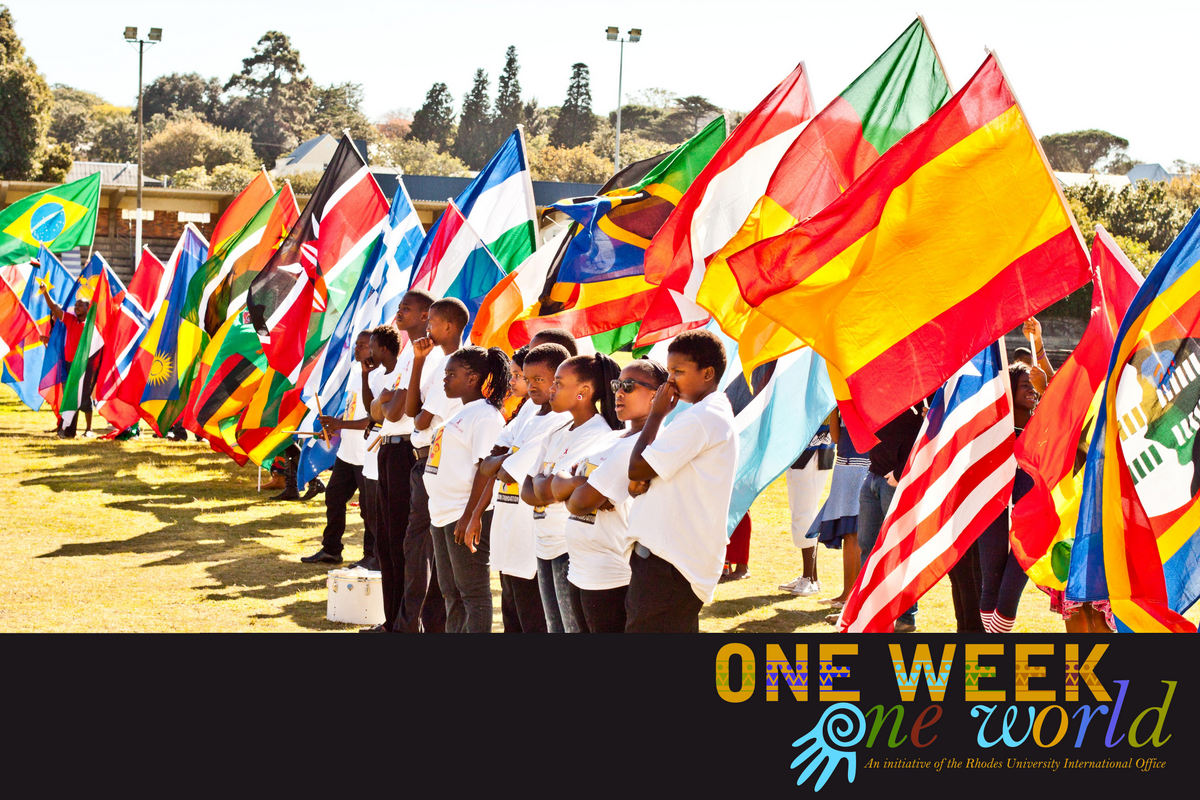 ONE WEEK
One world
An initiative of the Rhodes University International Office